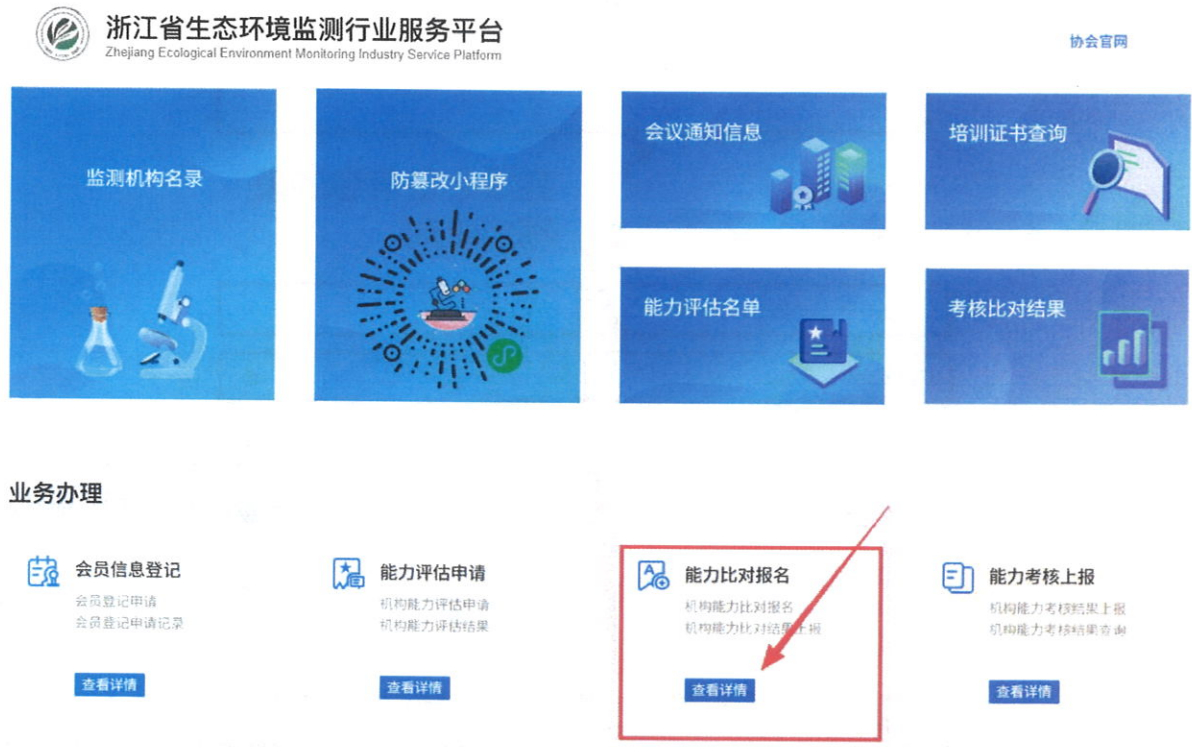 浙江省生态环境监测行业服务平台
Zhejiang Ecological Environment Monitoring Industry Service Platform
协会官网
监测机构名录
防篡改小程序
会议通知信息
培训证书查询
能力评估名单
考核比对结果
业务办理
会员信息登记
会员登记申请
会员登记申请记录
查看详情
能力评估申请
机构能力评估申请
机构能力评估结果
查看详情
能力比对报名
机构能力比对报名
机构能力比对结果上报
查看详情
能力考核上报
机构能力考核结果上报
机构能力考核结果查询
查看详情